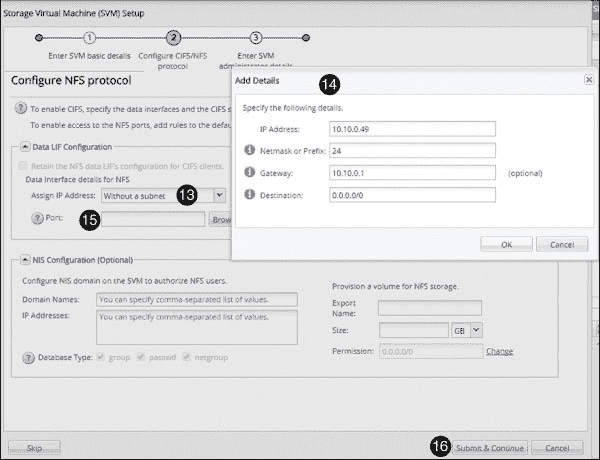 Storage Virtual Machine (SVM) Setup
1
2
3
Enter SVM basic details
Configure CIFS/NFS
protocol
Enter SVM
administrator details
Configure NFS protocol
To enable CIFS, specify the data interfaces and the CIFS s
To enable access to the NFS ports, add rules to the defau
Data LIF Configuration
Retain the NFS data LIF's configuration for CIFS clients.
Data Interface details for NFS
Assign IP Address: Without a subnet 13
15 Port: Brow
Add Details 14
Specify the following details.
IP Address: 10.10.0.49
Netmask or Prefix: 24
Gateway: 10.10.0.1 (optional)
Destination: 0.0.0.0/0
OK Cancel
NIS Configuration (Optional)
Configure NIS domain on the SVM to authorize NFS users.
Domain Names: You can specify comma-separated list of values.
IP Addresses: You can specify comma-separated list of values.
Database Type: group passwd netgroup
Provision a volume for NFS storage.
Export
Name:
Size: GB
Permission: 0.0.0.0/0 Change
Skip 16 Submit & Continue Cancel